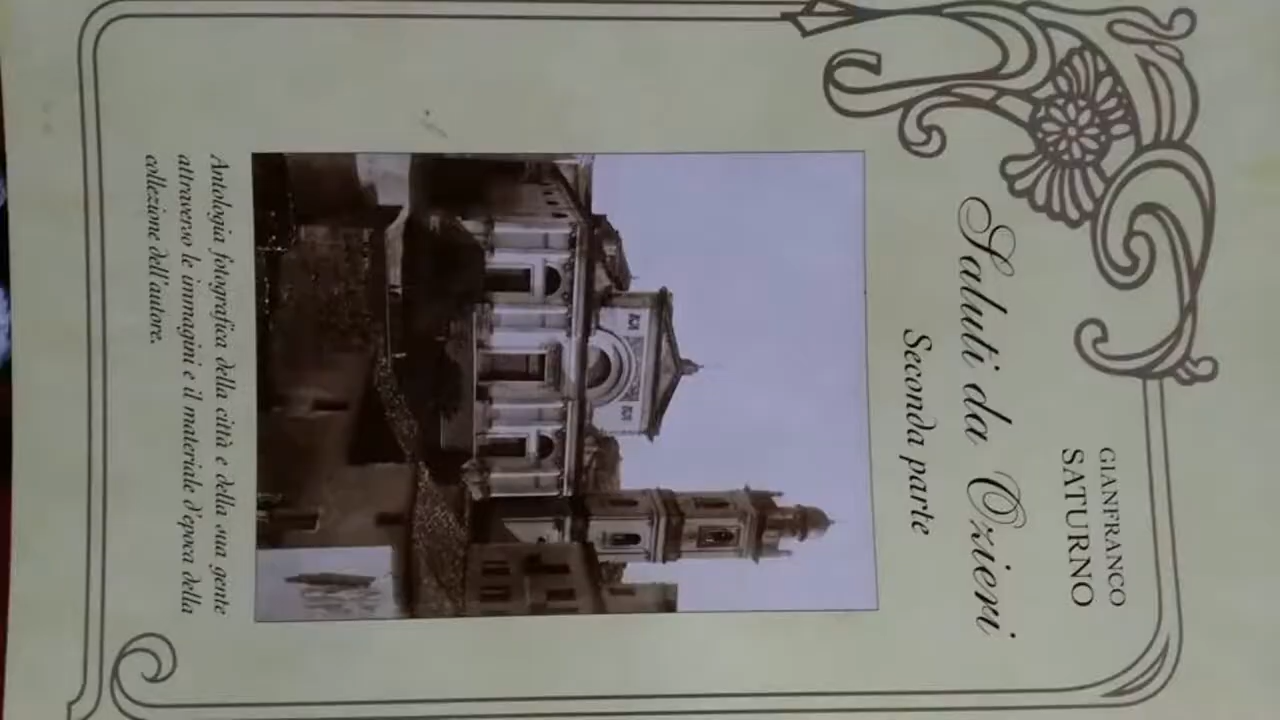 GIANFRANCO
SATURNO
Saluti da Ozieri
Seconda parte
Antologia fotografica della città e della sua gente
attraverso le immagini e il materiale d'epoca della
collezione dell'autore.